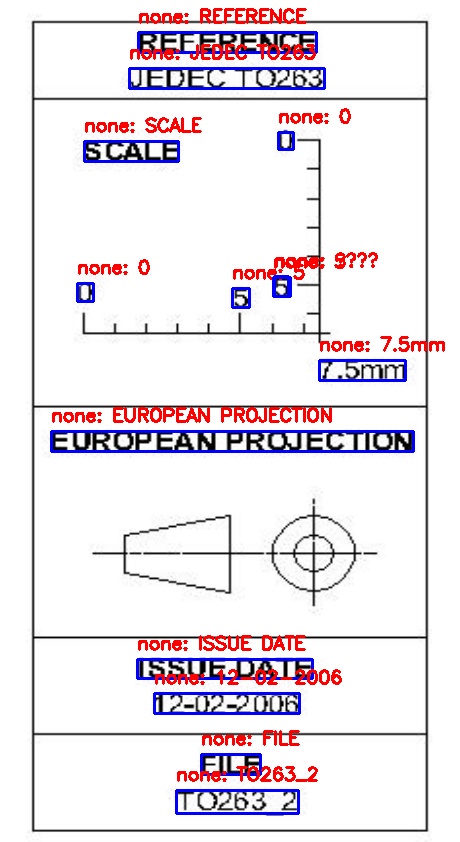 none: REFERENCE
REFERENCE
none: JEDEC TO263
JEDEC TO263
none: 0
0
none: SCALE
SCALE
none: 0
0
none: 5
5
5
none: 7.5mm
7.5mm
none: EUROPEAN PROJECTION
EUROPEAN PROJECTION
none: ISSUE DATE
ISSUE DATE
none: 12-02-2006
12-02-2006
none: FILE
FILE
none: TO263_2
TO263_2